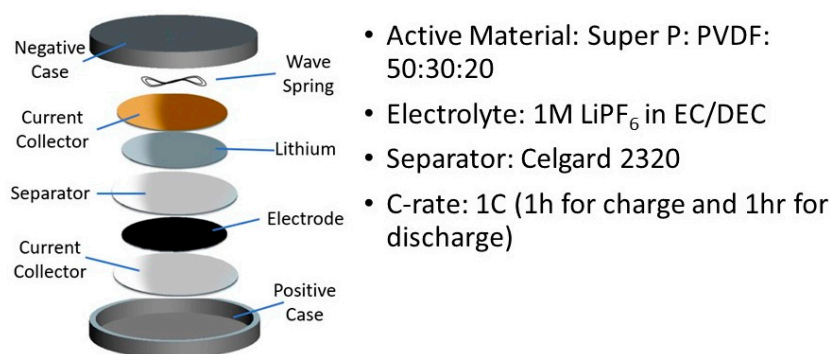 Negative
Case
Wave
Spring
Current
Collector
Lithium
Separator
Electrode
Current
Collector
Positive
Case
• Active Material: Super P: PVDF:
50:30:20
• Electrolyte: 1M LiPF₆ in EC/DEC
• Separator: Celgard 2320
• C-rate: 1C (1h for charge and 1hr for
discharge)